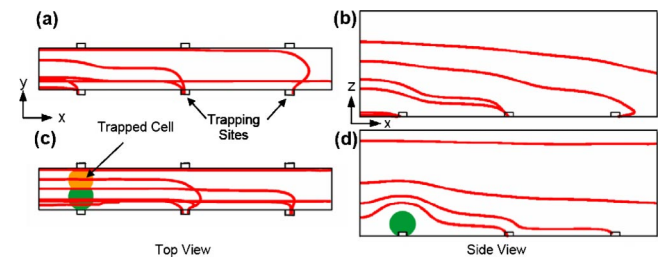 (a)
(b)
y
x
z
x
Trapping
Sites
Trapped Cell
(c)
(d)
Top View
Side View